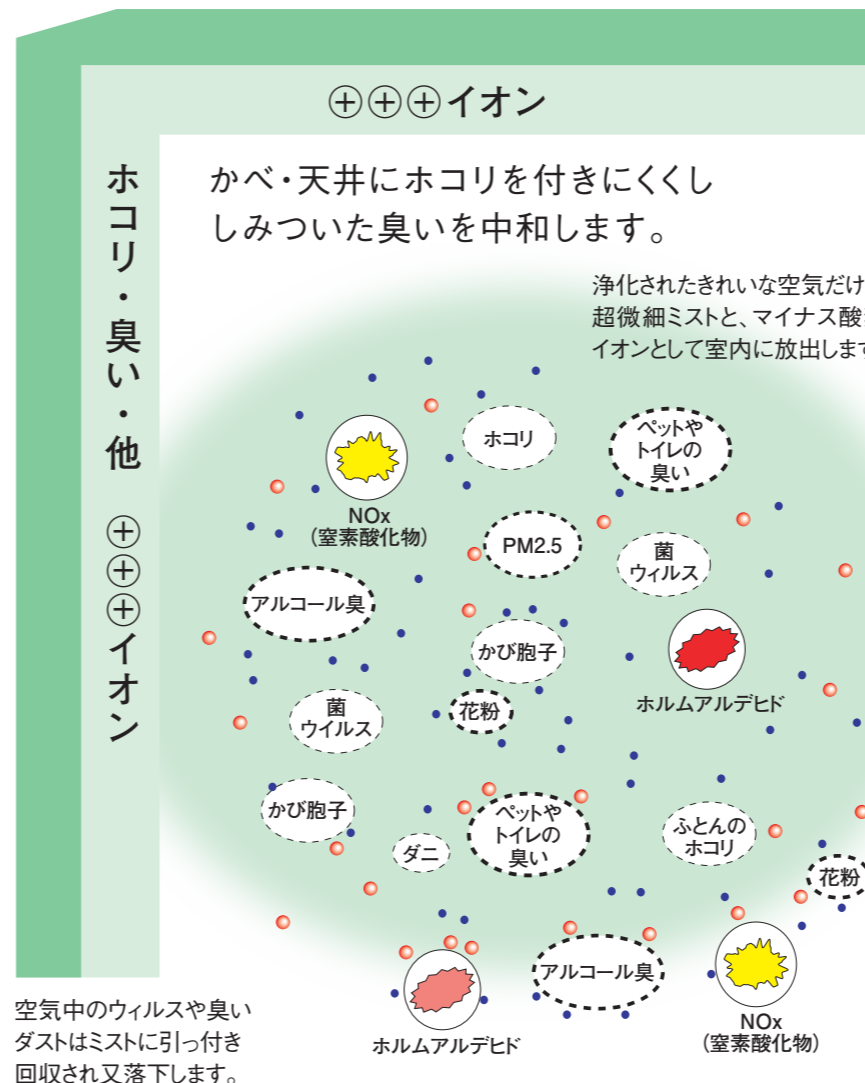 ⊕⊕⊕イオン
ホコリ・臭い・他 ⊕⊕⊕イオン
かべ・天井にホコリを付きにくくし
しみついた臭いを中和します。
浄化されたきれいな空気だけ
超微細ミストと、マイナス酸
イオンとして室内に放出します
ホコリ
ペットや
トイレの
臭い
NOx
(窒素酸化物)
PM2.5
菌
ウィルス
アルコール臭
かび胞子
ホルムアルデヒド
菌
ウイルス
花粉
かび胞子
ダニ
ペットや
トイレの
臭い
ふとんの
ホコリ
花粉
ホルムアルデヒド
アルコール臭
NOx
(窒素酸化物)
空気中のウィルスや臭い
ダストはミストに引っ付き
回収され又落下します。